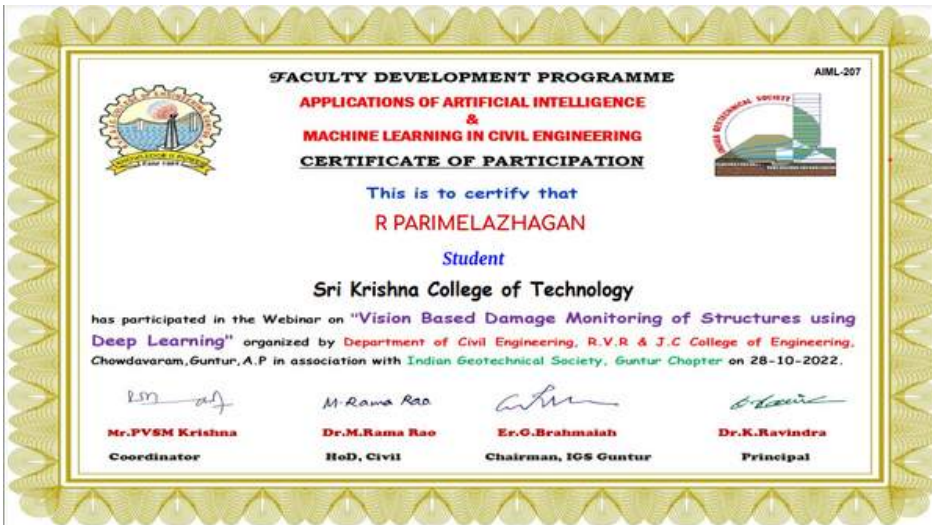 FACULTY DEVELOPMENT PROGRAMME
AIML-207
APPLICATIONS OF ARTIFICIAL INTELLIGENCE
&
MACHINE LEARNING IN CIVIL ENGINEERING
CERTIFICATE OF PARTICIPATION
This is to certify that
R PARIMELAZHAGAN
Student
Sri Krishna College of Technology
has participated in the Webinar on "Vision Based Damage Monitoring of Structures using
Deep Learning" organized by Department of Civil Engineering, R.V.R & J.C College of Engineering,
Chowdavaram,Guntur,A.P in association with Indian Geotechnical Society, Guntur Chapter on 28-10-2022.
M.Rama Rao
Mr.PVSM Krishna Dr.M.Rama Rao Er.G.Brahmaiah Dr.K.Ravindra
Coordinator HoD, Civil Chairman, IGS Guntur Principal